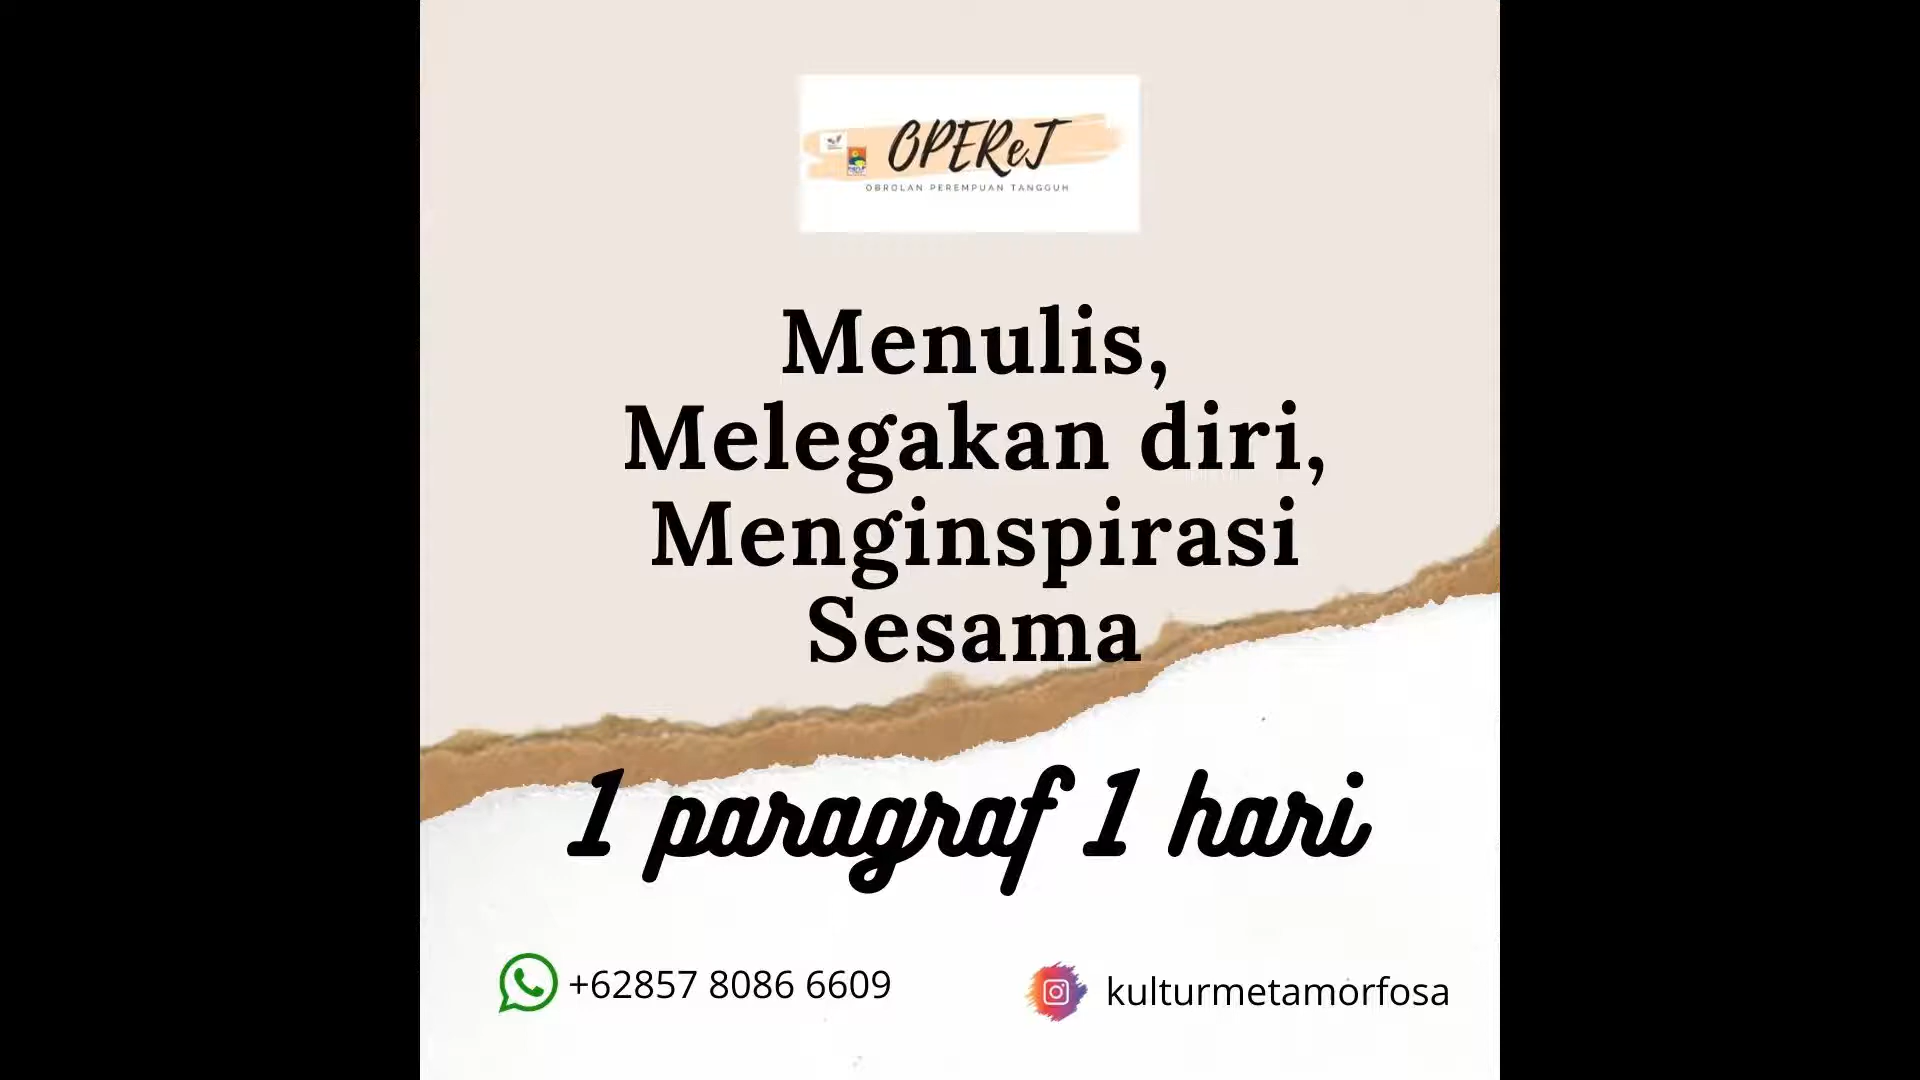 OPEReT
OBROLAN PEREMPUAN TANGGUH
Menulis,
Melegakan diri,
Menginspirasi
Sesama
1 paragraf 1 hari
+62857 8086 6609
kulturmetamorfosa